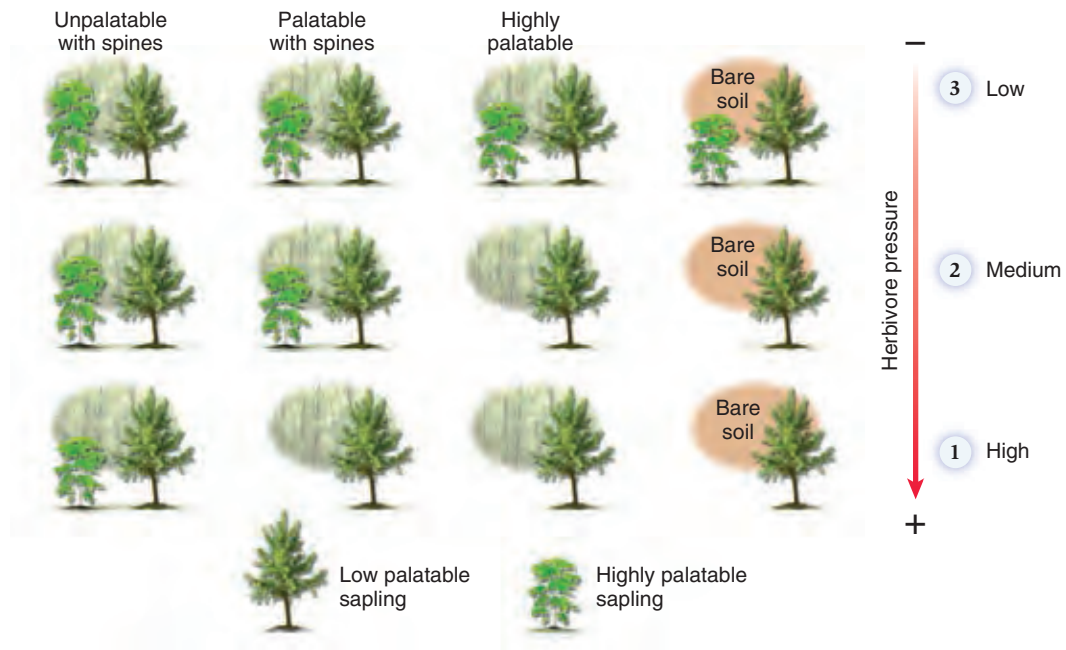 Unpalatable
with spines
Palatable
with spines
Highly
palatable
Bare
soil
−
3 Low
Bare
soil
2 Medium
Herbivore pressure
Bare
soil
1 High
+
Low palatable
sapling
Highly palatable
sapling